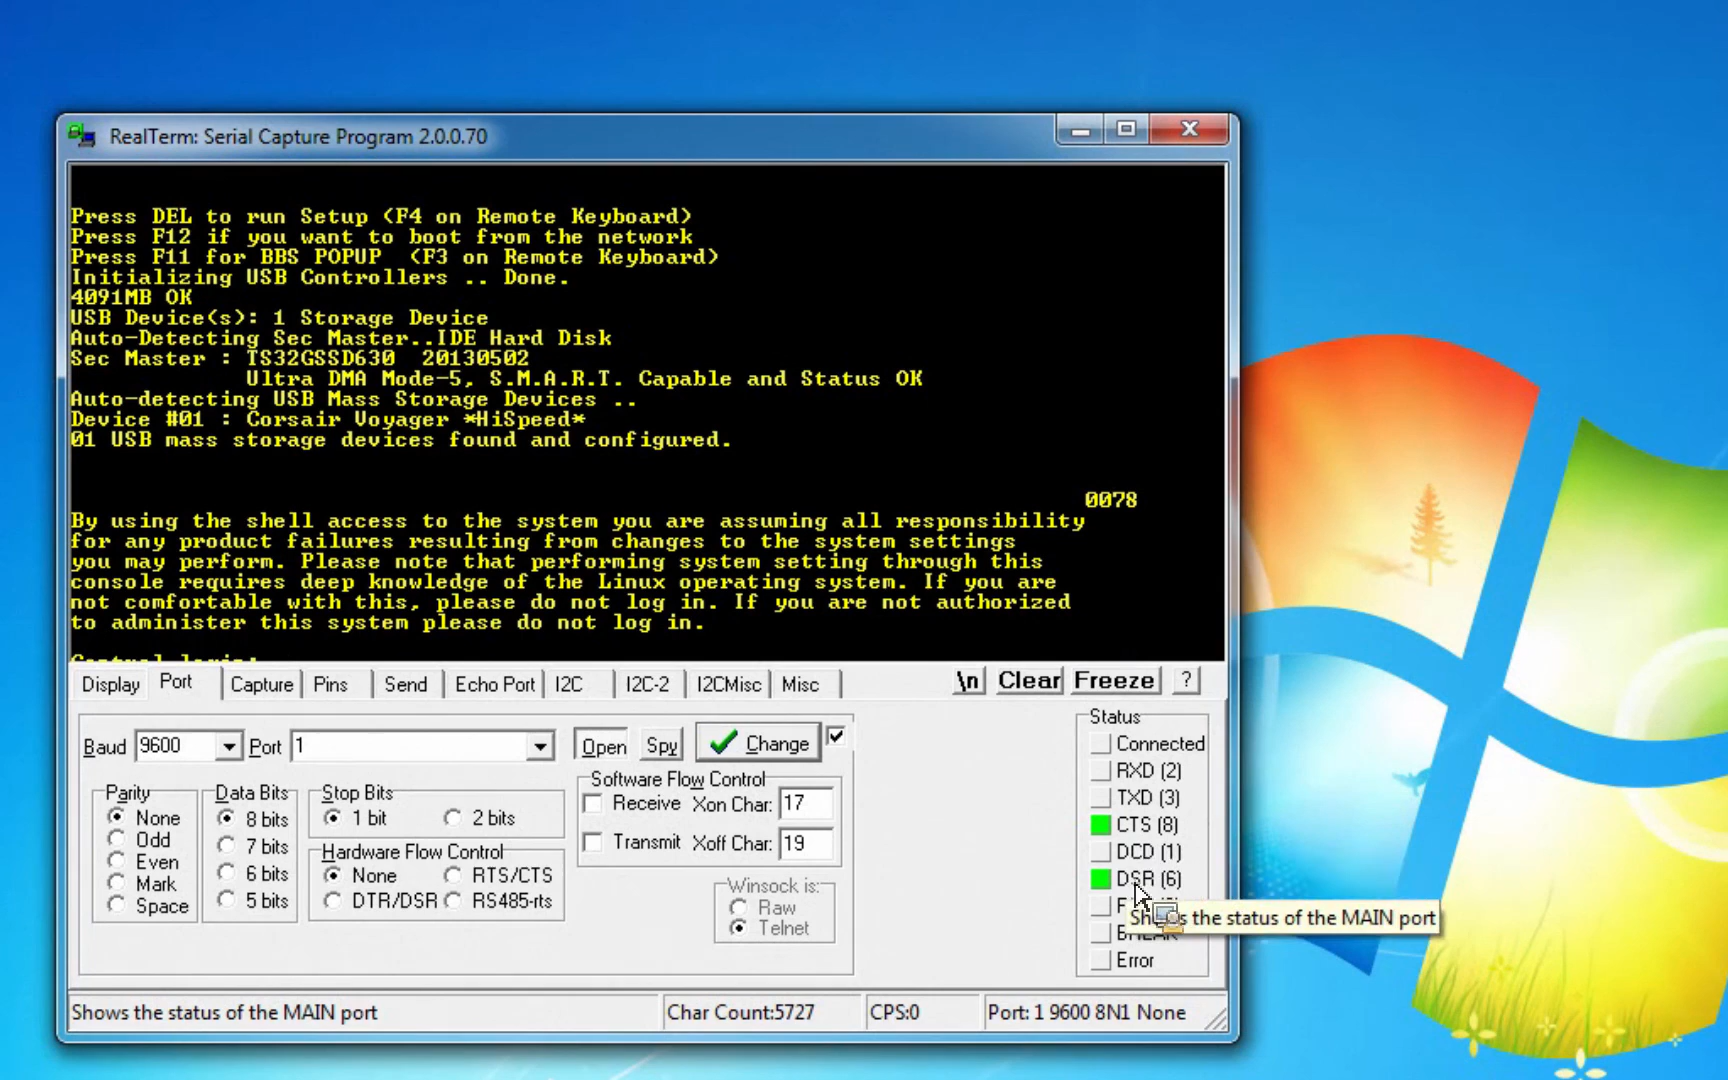 RealTerm: Serial Capture Program 2.0.0.70
Press DEL to run Setup (F4 on Remote Keyboard)
Press F12 if you want to boot from the network
Press F11 for BBS POPUP (F3 on Remote Keyboard)
Initializing USB Controllers .. Done.
4091MB OK
USB Device(s): 1 Storage Device
Auto-Detecting Sec Master..IDE Hard Disk
Sec Master : TS32GSSD630 20130502
Ultra DMA Mode-5, S.M.A.R.T. Capable and Status OK
Auto-detecting USB Mass Storage Devices ..
Device #01 : Corsair Voyager *HiSpeed*
01 USB mass storage devices found and configured.
0078
By using the shell access to the system you are assuming all responsibility
for any product failures resulting from changes to the system settings
you may perform. Please note that performing system setting through this
console requires deep knowledge of the Linux operating system. If you are
not comfortable with this, please do not log in. If you are not authorized
to administer this system please do not log in.
Display Port Capture Pins Send Echo Port I2C I2C-2 I2CMisc Misc \n Clear Freeze ?
Baud 9600 Port 1 Open Spy Change
Parity
None
Odd
Even
Mark
Space
Data Bits
8 bits
7 bits
6 bits
5 bits
Stop Bits
1 bit 2 bits
Hardware Flow Control
None RTS/CTS
DTR/DSR RS485-rts
Software Flow Control
Receive Xon Char: 17
Transmit Xoff Char: 19
Winsock is:
Raw
Telnet
Status
Connected
RXD (2)
TXD (3)
CTS (8)
DCD (1)
DSR (6)
the status of the MAIN port
Error
Shows the status of the MAIN port Char Count:5727 CPS:0 Port: 1 9600 8N1 None